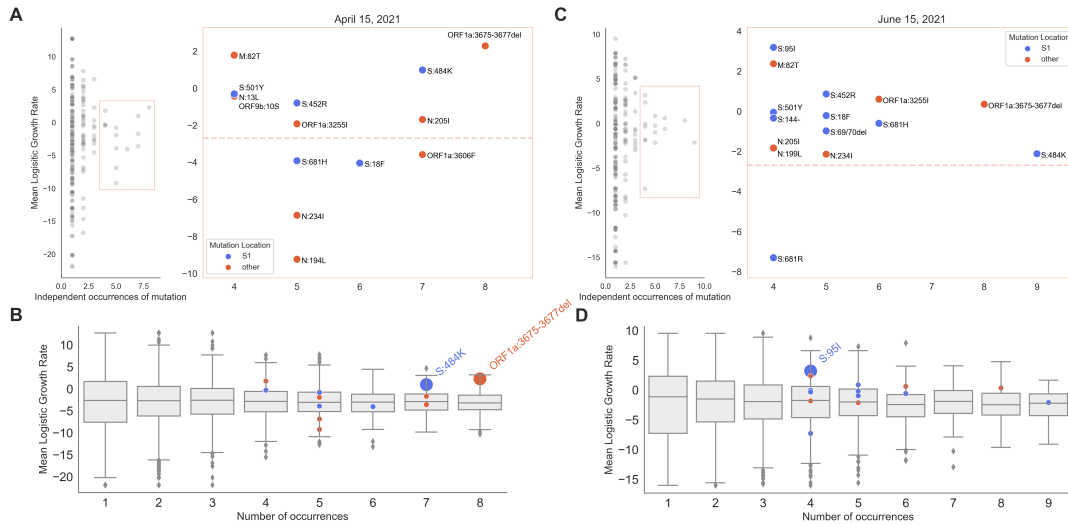 A
April 15, 2021
Mean Logistic Growth Rate
10
5
0
−5
−10
−15
−20
0.0
2.5
5.0
7.5
Independent occurrences of mutation
2
0
−2
−4
−6
−8
−10
4
5
6
7
8
ORF1a:3675-3677del
M:82T
S:484K
S:501Y
N:13L
ORF9b:10S
S:452R
ORF1a:3255I
N:205I
S:681H
S:18F
ORF1a:3606F
N:234I
N:194L
Mutation Location
S1
other
C
June 15, 2021
Mean Logistic Growth Rate
10
5
0
−5
−10
−15
0.0
2.5
5.0
7.5
10.0
Independent occurrences of mutation
4
2
0
−2
−4
−6
−8
4
5
6
7
8
9
Mutation Location
S1
other
S:95I
M:82T
S:452R
ORF1a:3255I
ORF1a:3675-3677del
S:501Y
S:144-
S:18F
S:681H
S:69/70del
N:205I
N:199L
N:234I
S:484K
S:681R
B
Mean Logistic Growth Rate
10
5
0
−5
−10
−15
−20
1
2
3
4
5
6
7
8
Number of occurrences
S:484K
ORF1a:3675-3677del
D
Mean Logistic Growth Rate
10
5
0
−5
−10
−15
1
2
3
4
5
6
7
8
9
Number of occurrences
S:95I